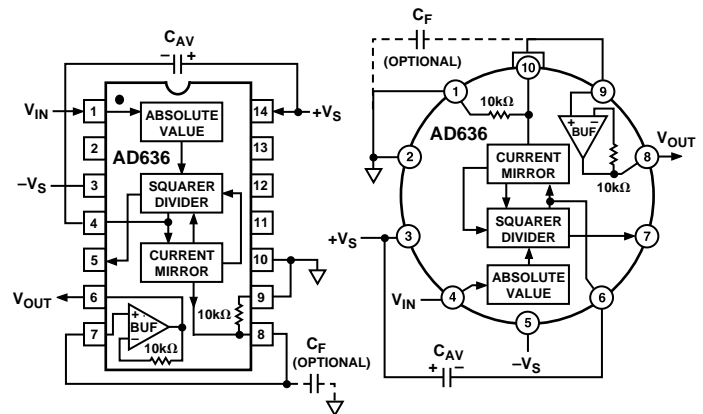 CAV
– +
VIN
1
ABSOLUTE
VALUE
14
+VS
2
AD636
13
–VS
3
SQUARER
DIVIDER
12
4
11
5
CURRENT
MIRROR
10
VOUT
6
9
+
BUF
–
10kΩ
10kΩ
7
8
CF
(OPTIONAL)
CF
(OPTIONAL)
10
1
9
10kΩ
AD636
+ –
BUF
VOUT
2
8
10kΩ
CURRENT
MIRROR
+VS
3
SQUARER
DIVIDER
7
VIN
4
ABSOLUTE
VALUE
6
5
–VS
+ –
CAV